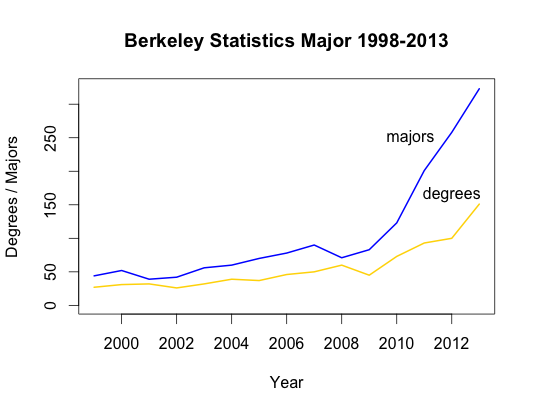 Berkeley Statistics Major 1998-2013
Degrees / Majors
250
150
50
0
majors
degrees
2000 2002 2004 2006 2008 2010 2012
Year